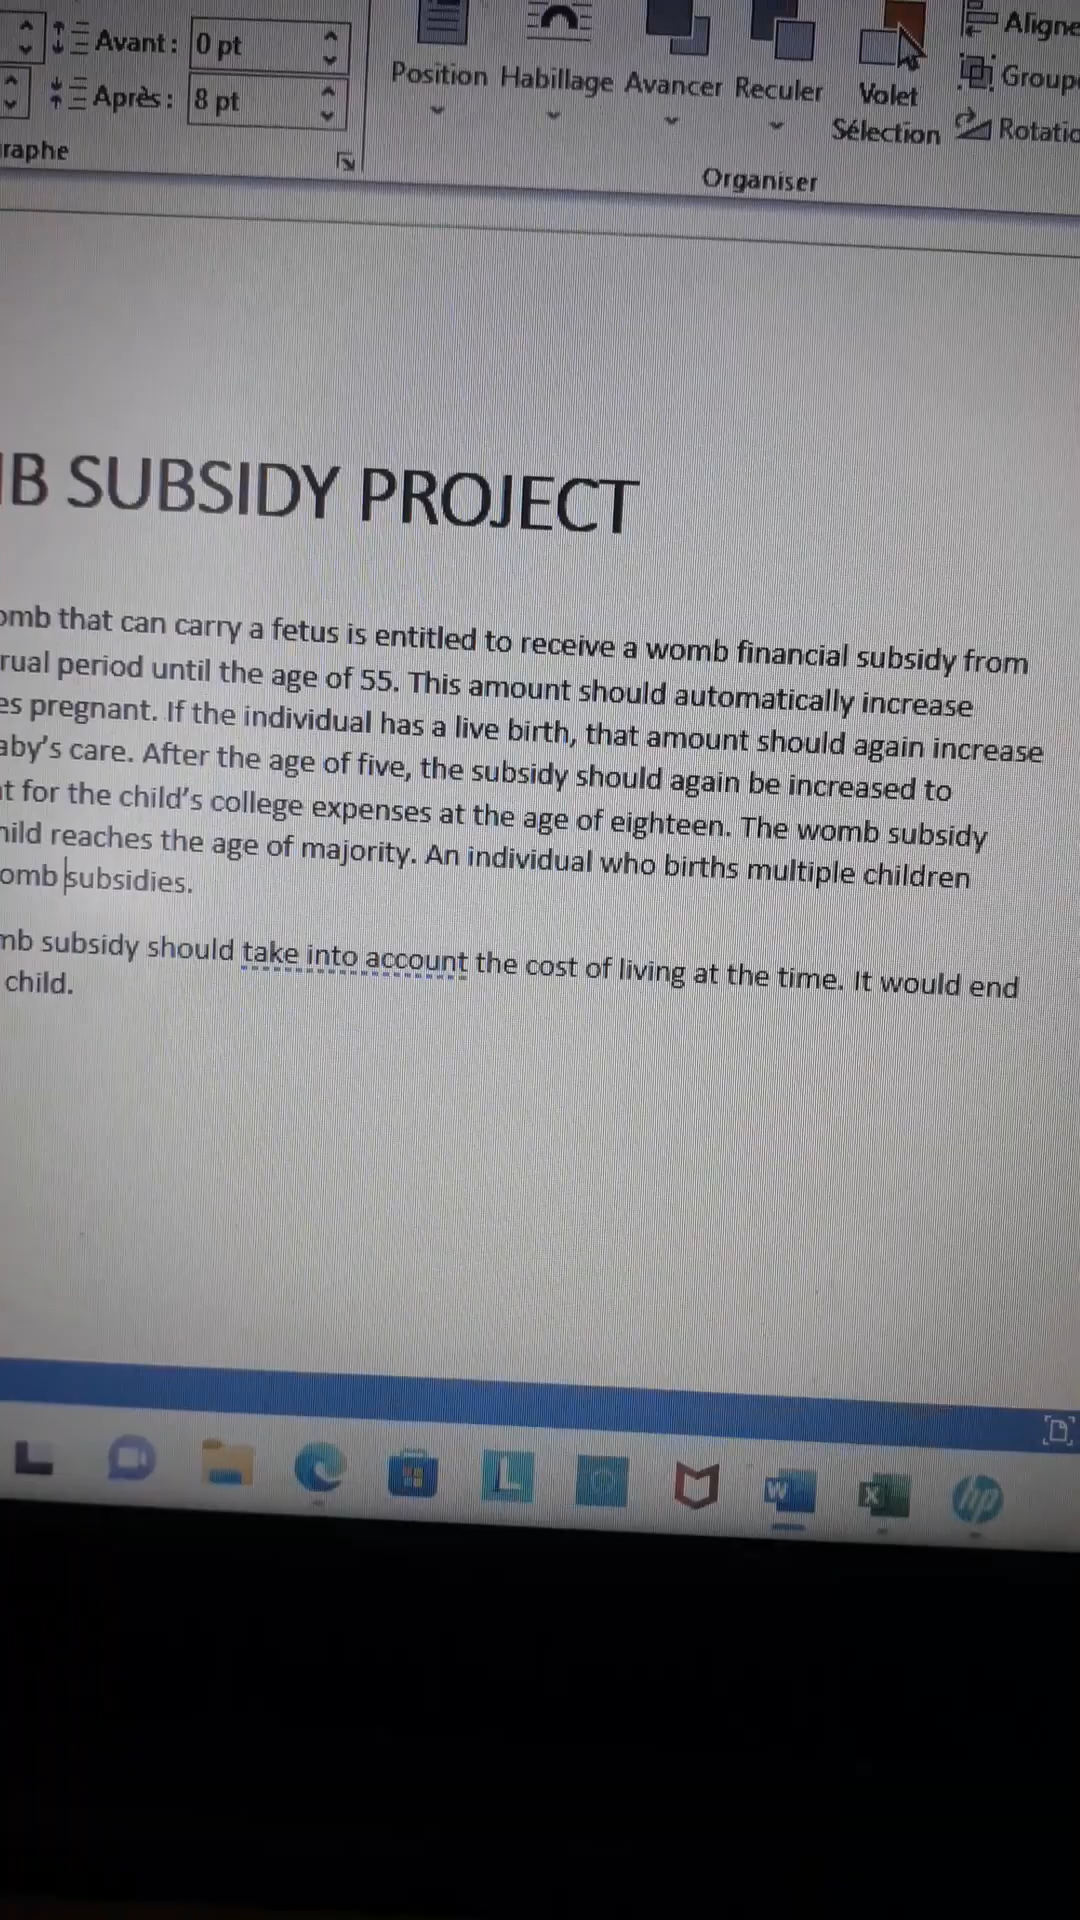 Avant : 0 pt
Après : 8 pt
raphe
Position Habillage Avancer Reculer Volet Sélection
Aligne
Group
Rotatio
Organiser
B SUBSIDY PROJECT
omb that can carry a fetus is entitled to receive a womb financial subsidy from
rual period until the age of 55. This amount should automatically increase
es pregnant. If the individual has a live birth, that amount should again increase
aby's care. After the age of five, the subsidy should again be increased to
t for the child's college expenses at the age of eighteen. The womb subsidy
hild reaches the age of majority. An individual who births multiple children
omb subsidies.
mb subsidy should take into account the cost of living at the time. It would end
child.
L
W
X
hp